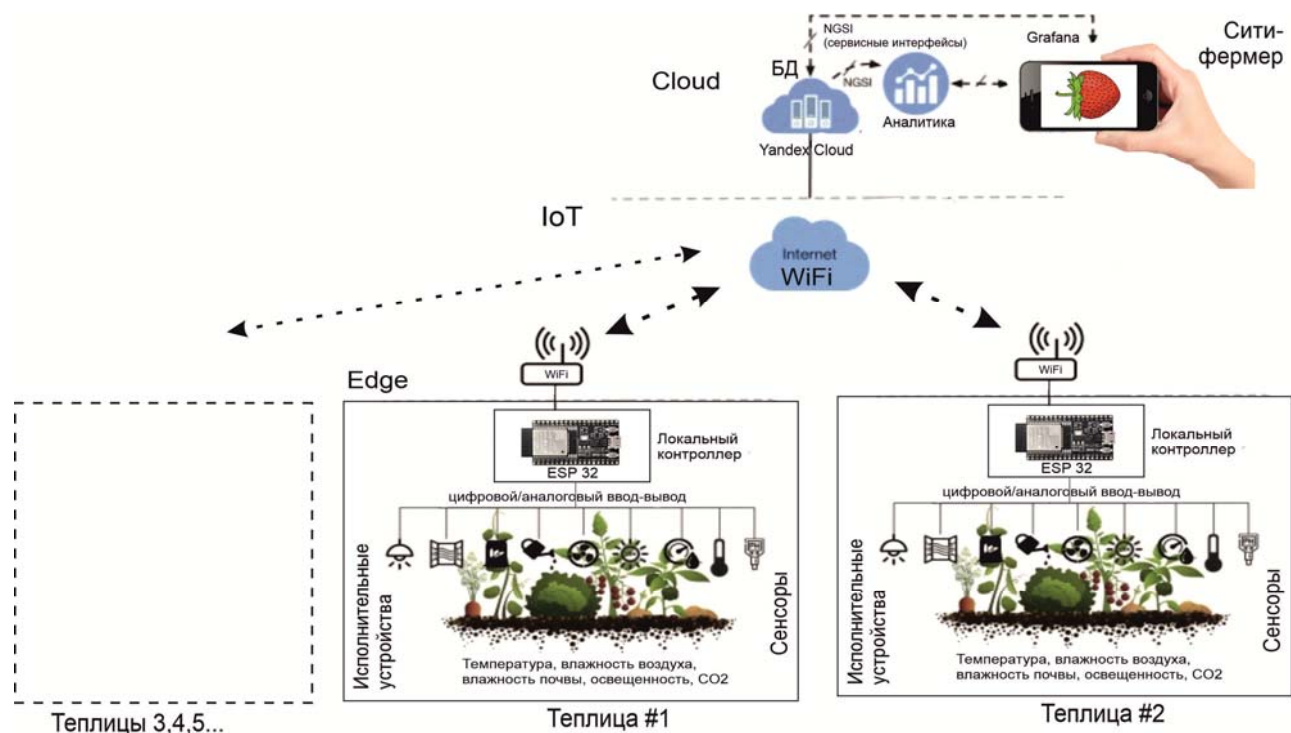 NGSI
(сервисные интерфейсы)
Grafana
Сити-
фермер
Cloud
БД
NGSI
Аналитика
Yandex Cloud
IoT
Internet
WiFi
WiFi
WiFi
Edge
Локальный
контроллер
ESP 32
цифровой/аналоговый ввод-вывод
Исполнительные
устройства
Сенсоры
Температура, влажность воздуха,
влажность почвы, освещенность, CO2
Локальный
контроллер
ESP 32
цифровой/аналоговый ввод-вывод
Исполнительные
устройства
Сенсоры
Температура, влажность воздуха,
влажность почвы, освещенность, CO2
Теплицы 3,4,5...
Теплица #1
Теплица #2